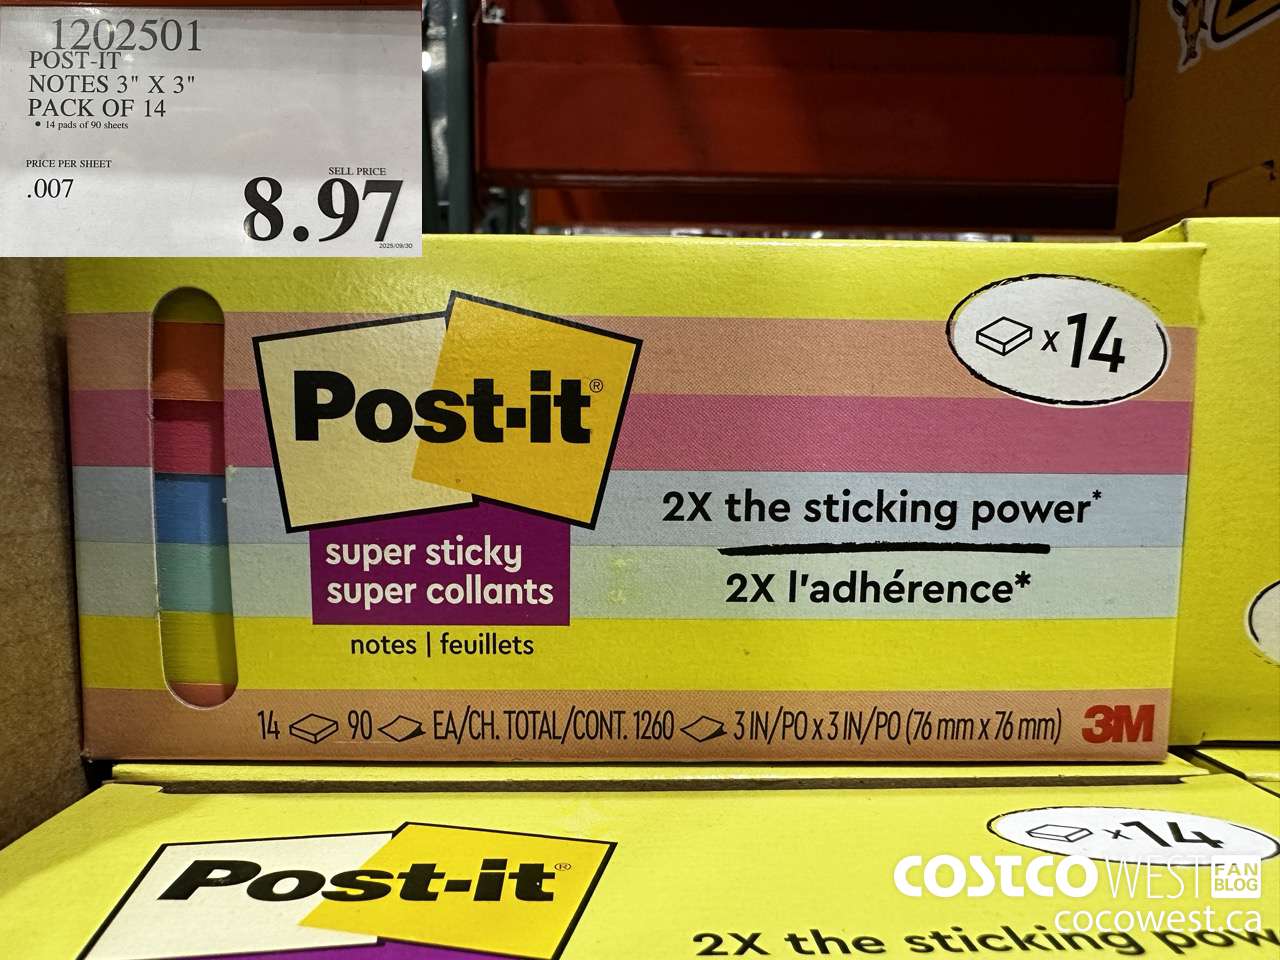 1202501
POST-IT
NOTES 3" X 3"
PACK OF 14
• 14 pads of 90 sheets
PRICE PER SHEET
.007
SELL PRICE
8.97
2025/09/30
x 14
Post-it®
2X the sticking power*
super sticky
super collants
2X l'adhérence*
notes | feuillets
14 90 EA/CH. TOTAL/CONT. 1260 3 IN/PO x 3 IN/PO (76 mm x 76 mm) 3M
x 14
Post-it®
COSTCO WEST FAN BLOG
cocowest.ca
2X the sticking pow